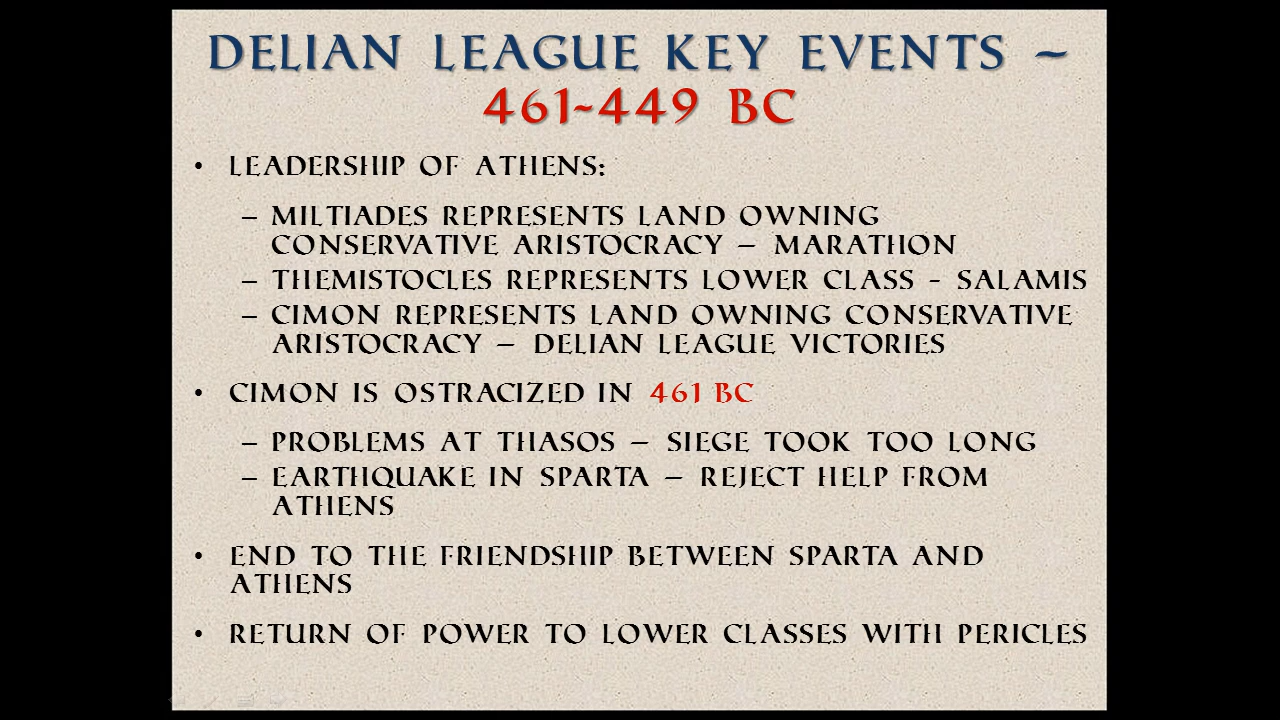 DELIAN LEAGUE KEY EVENTS –
461-449 BC
• LEADERSHIP OF ATHENS:
– MILTIADES REPRESENTS LAND OWNING
CONSERVATIVE ARISTOCRACY – MARATHON
– THEMISTOCLES REPRESENTS LOWER CLASS - SALAMIS
– CIMON REPRESENTS LAND OWNING CONSERVATIVE
ARISTOCRACY – DELIAN LEAGUE VICTORIES
• CIMON IS OSTRACIZED IN 461 BC
– PROBLEMS AT THASOS – SIEGE TOOK TOO LONG
– EARTHQUAKE IN SPARTA – REJECT HELP FROM
ATHENS
• END TO THE FRIENDSHIP BETWEEN SPARTA AND
ATHENS
• RETURN OF POWER TO LOWER CLASSES WITH PERICLES